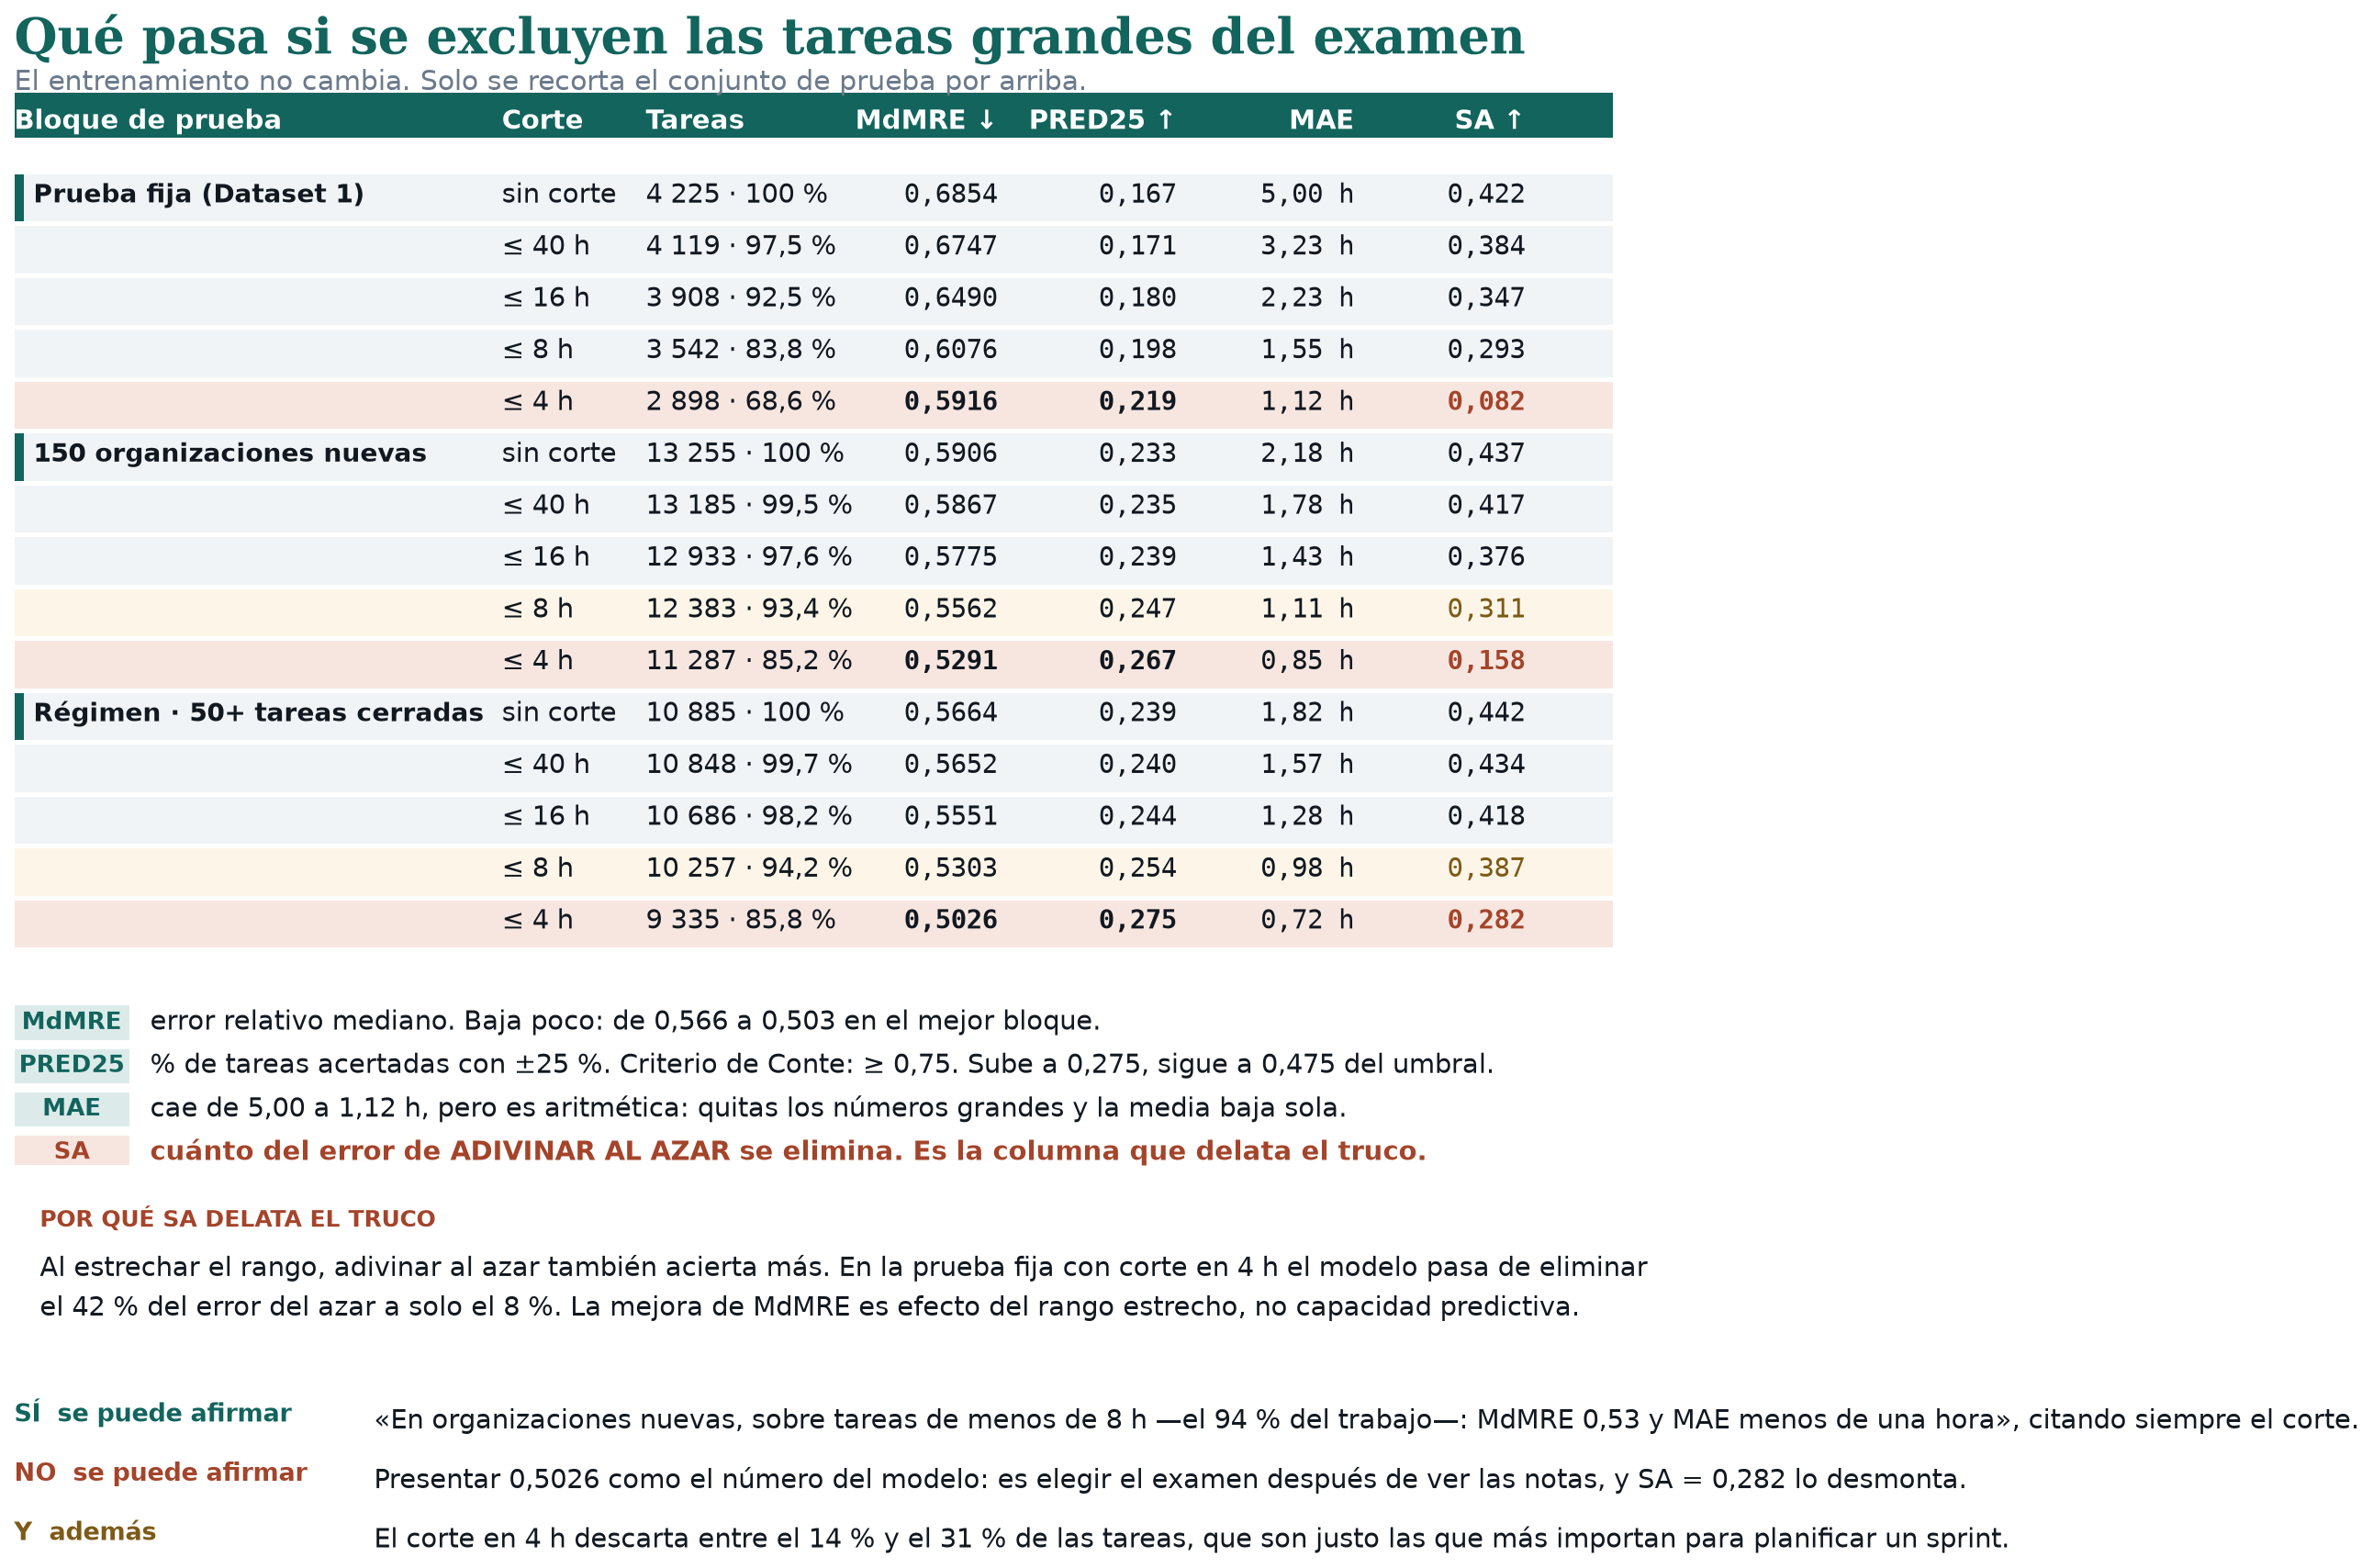 Qué pasa si se excluyen las tareas grandes del examen
El entrenamiento no cambia. Solo se recorta el conjunto de prueba por arriba.
Bloque de prueba Corte Tareas MdMRE ↓ PRED25 ↑ MAE SA ↑
Prueba fija (Dataset 1) sin corte 4 225 · 100 % 0,6854 0,167 5,00 h 0,422
≤ 40 h 4 119 · 97,5 % 0,6747 0,171 3,23 h 0,384
≤ 16 h 3 908 · 92,5 % 0,6490 0,180 2,23 h 0,347
≤ 8 h 3 542 · 83,8 % 0,6076 0,198 1,55 h 0,293
≤ 4 h 2 898 · 68,6 % 0,5916 0,219 1,12 h 0,082
150 organizaciones nuevas sin corte 13 255 · 100 % 0,5906 0,233 2,18 h 0,437
≤ 40 h 13 185 · 99,5 % 0,5867 0,235 1,78 h 0,417
≤ 16 h 12 933 · 97,6 % 0,5775 0,239 1,43 h 0,376
≤ 8 h 12 383 · 93,4 % 0,5562 0,247 1,11 h 0,311
≤ 4 h 11 287 · 85,2 % 0,5291 0,267 0,85 h 0,158
Régimen · 50+ tareas cerradas sin corte 10 885 · 100 % 0,5664 0,239 1,82 h 0,442
≤ 40 h 10 848 · 99,7 % 0,5652 0,240 1,57 h 0,434
≤ 16 h 10 686 · 98,2 % 0,5551 0,244 1,28 h 0,418
≤ 8 h 10 257 · 94,2 % 0,5303 0,254 0,98 h 0,387
≤ 4 h 9 335 · 85,8 % 0,5026 0,275 0,72 h 0,282
MdMRE error relativo mediano. Baja poco: de 0,566 a 0,503 en el mejor bloque.
PRED25 % de tareas acertadas con ±25 %. Criterio de Conte: ≥ 0,75. Sube a 0,275, sigue a 0,475 del umbral.
MAE cae de 5,00 a 1,12 h, pero es aritmética: quitas los números grandes y la media baja sola.
SA cuánto del error de ADIVINAR AL AZAR se elimina. Es la columna que delata el truco.
POR QUÉ SA DELATA EL TRUCO
Al estrechar el rango, adivinar al azar también acierta más. En la prueba fija con corte en 4 h el modelo pasa de eliminar
el 42 % del error del azar a solo el 8 %. La mejora de MdMRE es efecto del rango estrecho, no capacidad predictiva.
SÍ se puede afirmar «En organizaciones nuevas, sobre tareas de menos de 8 h —el 94 % del trabajo—: MdMRE 0,53 y MAE menos de una hora», citando siempre el corte.
NO se puede afirmar Presentar 0,5026 como el número del modelo: es elegir el examen después de ver las notas, y SA = 0,282 lo desmonta.
Y además El corte en 4 h descarta entre el 14 % y el 31 % de las tareas, que son justo las que más importan para planificar un sprint.